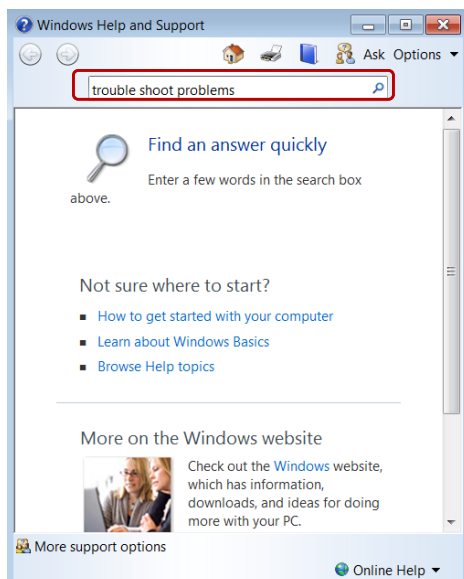 Windows Help and Support
Ask Options
trouble shoot problems
Find an answer quickly
Enter a few words in the search box
above.
Not sure where to start?
How to get started with your computer
Learn about Windows Basics
Browse Help topics
More on the Windows website
Check out the Windows website,
which has information,
downloads, and ideas for doing
more with your PC.
More support options
Online Help